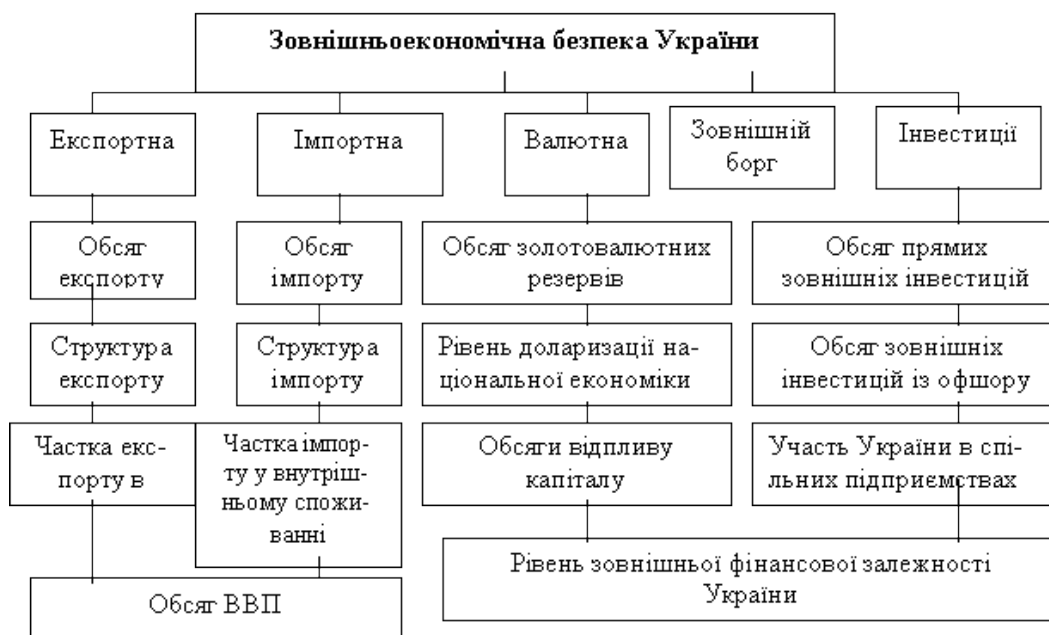 Зовнішньоекономічна безпека України
Експортна
Імпортна
Валютна
Зовнішній
борг
Інвестиції
Обсяг
експорту
Обсяг
імпорту
Обсяг золотовалютних
резервів
Обсяг прямих
зовнішніх інвестицій
Структура
експорту
Структура
імпорту
Рівень доларизації на-
ціональної економіки
Обсяг зовнішніх
інвестицій із офшору
Частка екс-
порту в
Частка імпор-
ту у внутріш-
ньому спожи-
ванні
Обсяги відпливу
капіталу
Участь України в спі-
льних підприємствах
Обсяг ВВП
Рівень зовнішньої фінансової залежності
України